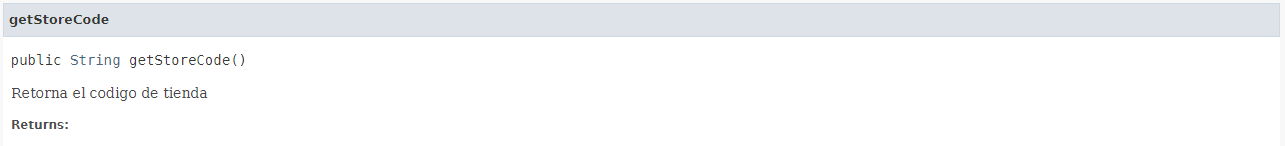 getStoreCode
public String getStoreCode()
Retorna el codigo de tienda
Returns: